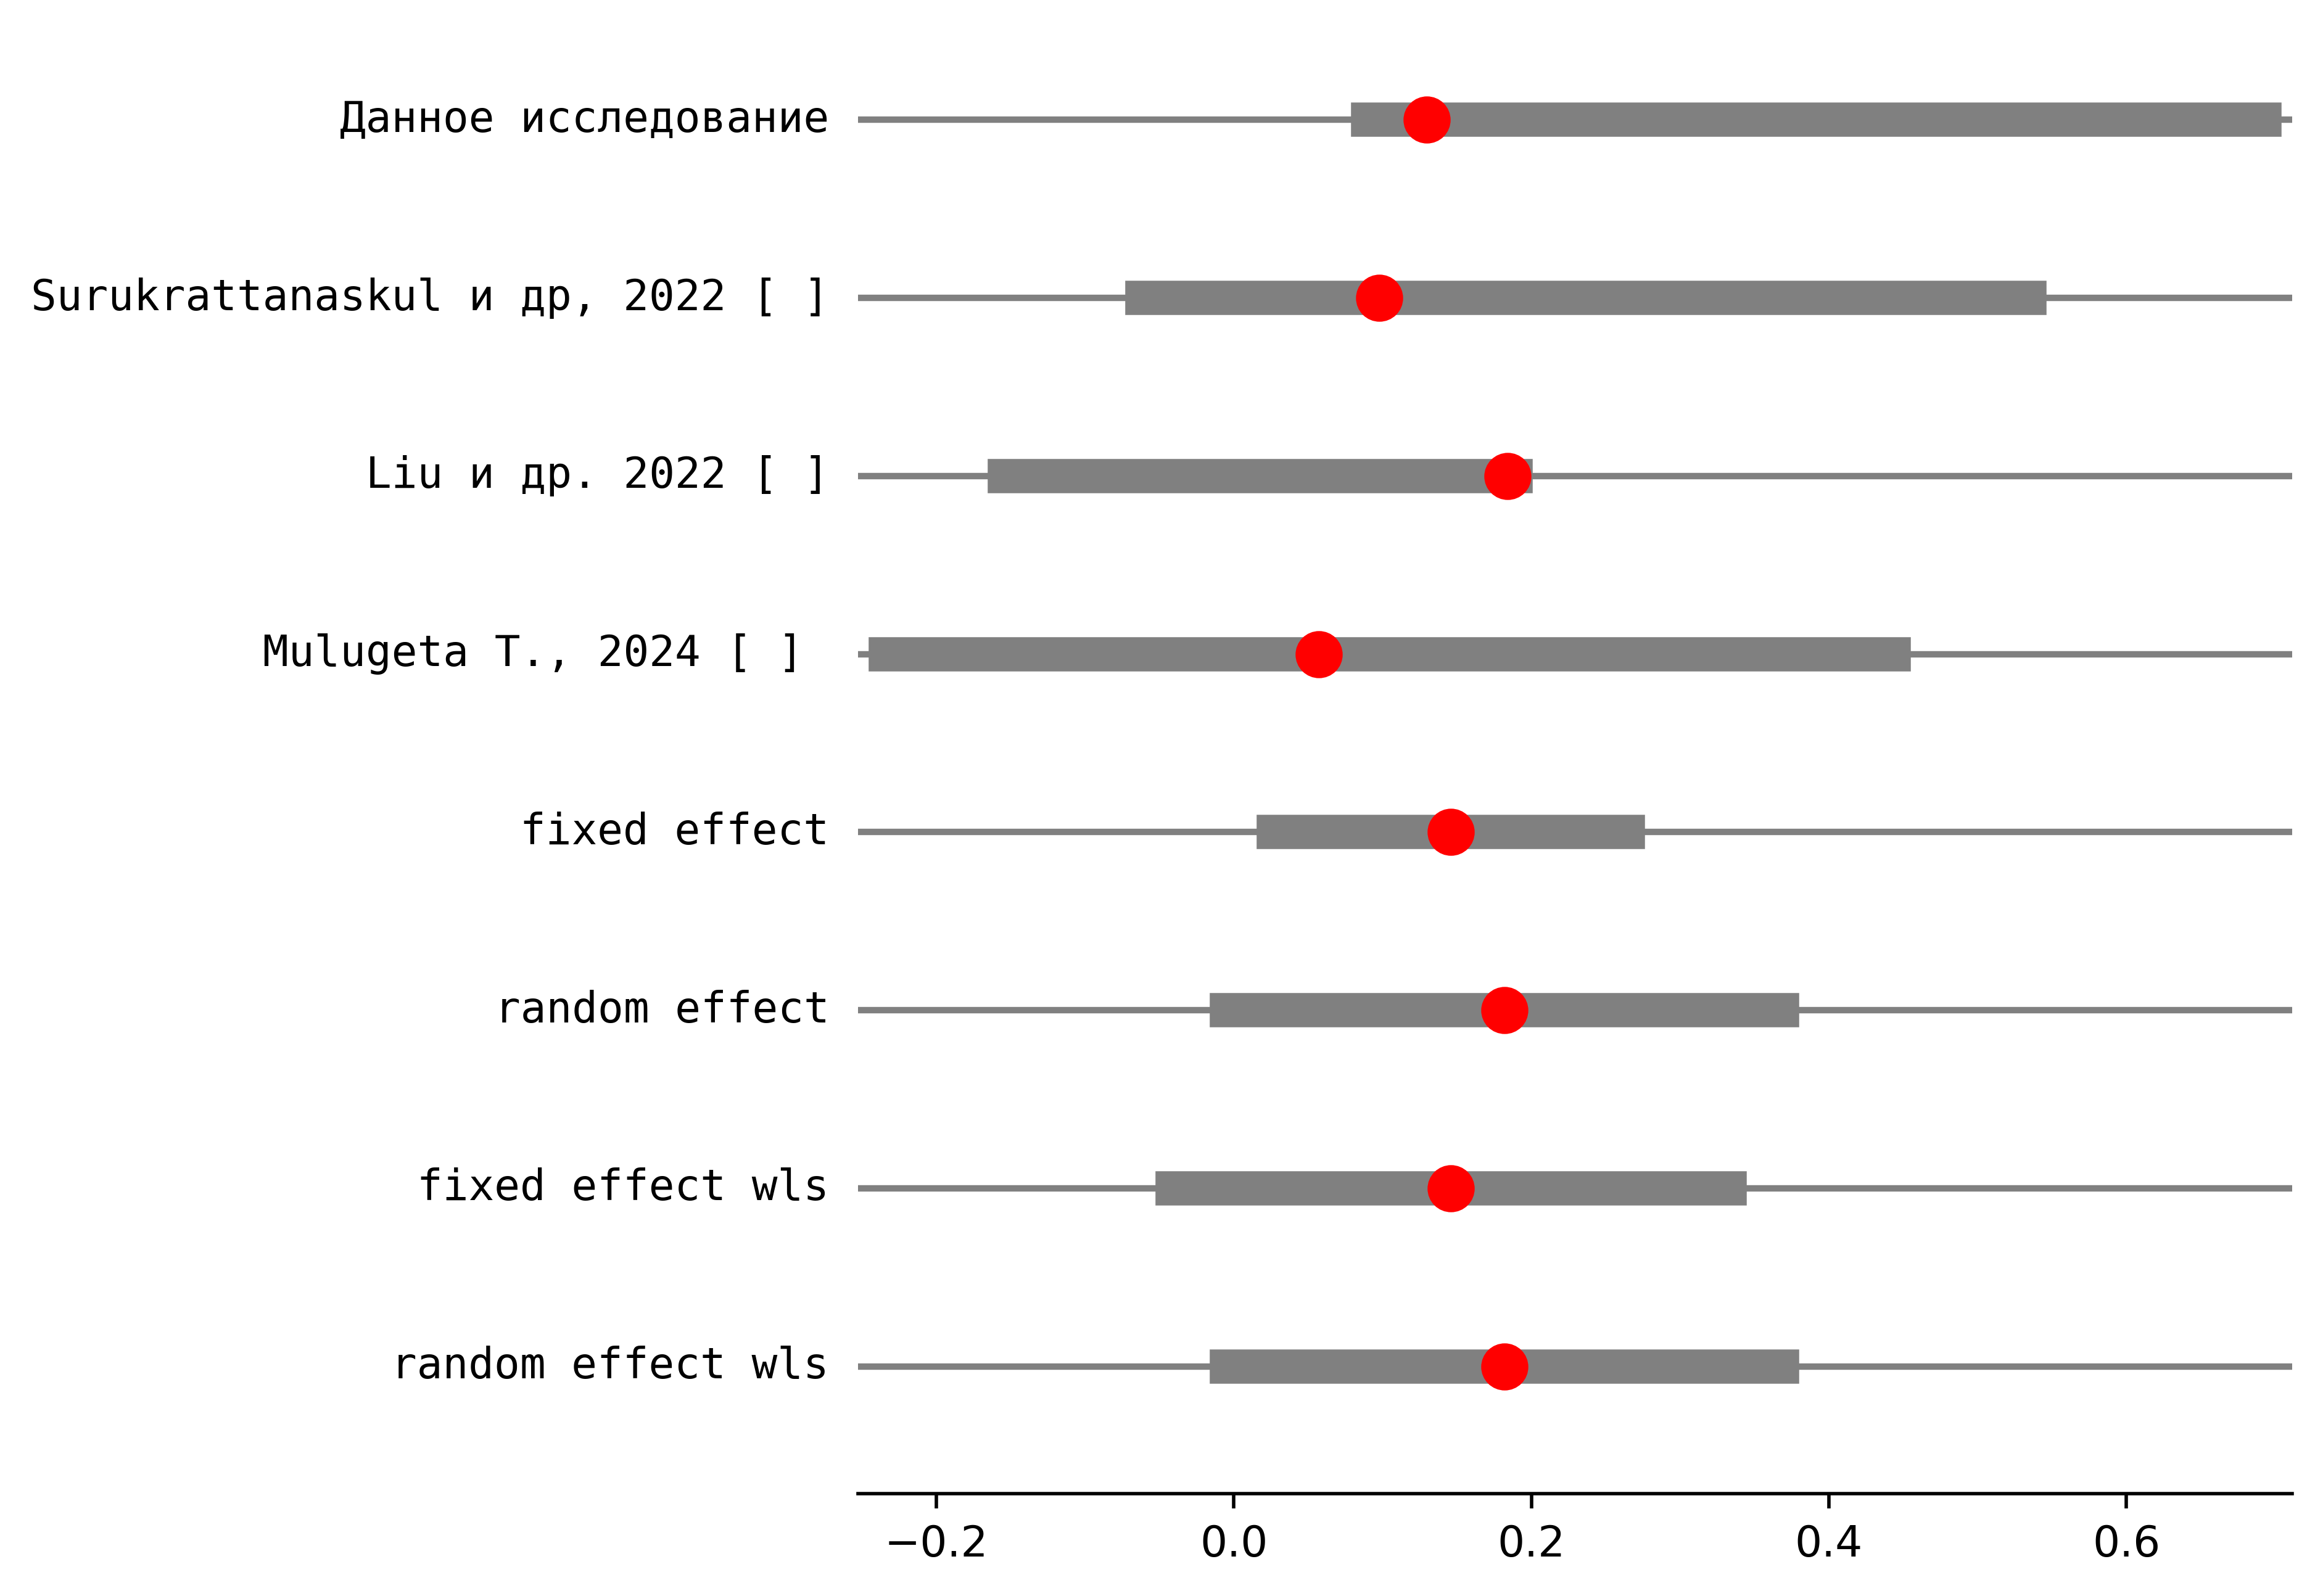 Данное исследование
Surukrattanaskul и др, 2022 [ ]
Liu и др. 2022 [ ]
Mulugeta T., 2024 [ ]
fixed effect
random effect
fixed effect wls
random effect wls
−0.2 0.0 0.2 0.4 0.6